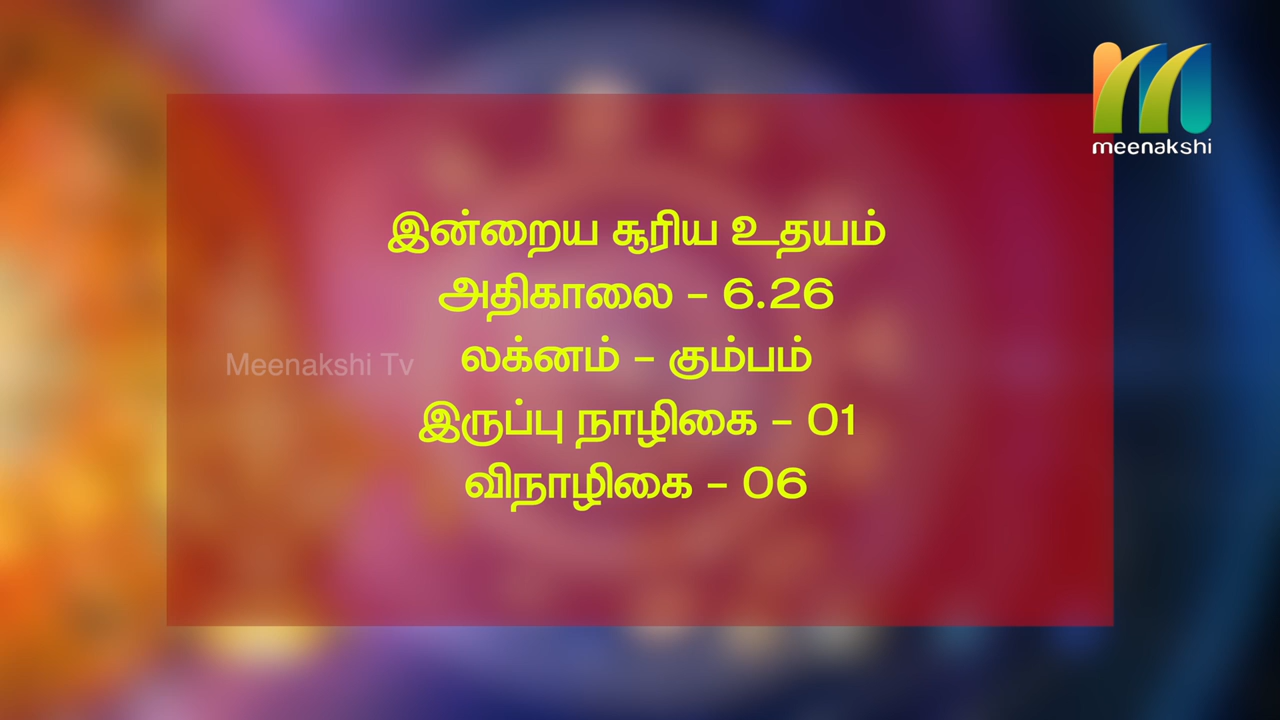 meenakshi
இன்றைய சூரிய உதயம்
அதிகாலை - 6.26
லக்னம் - கும்பம்
Meenakshi Tv
இருப்பு நாழிகை - 01
விநாழிகை - 06